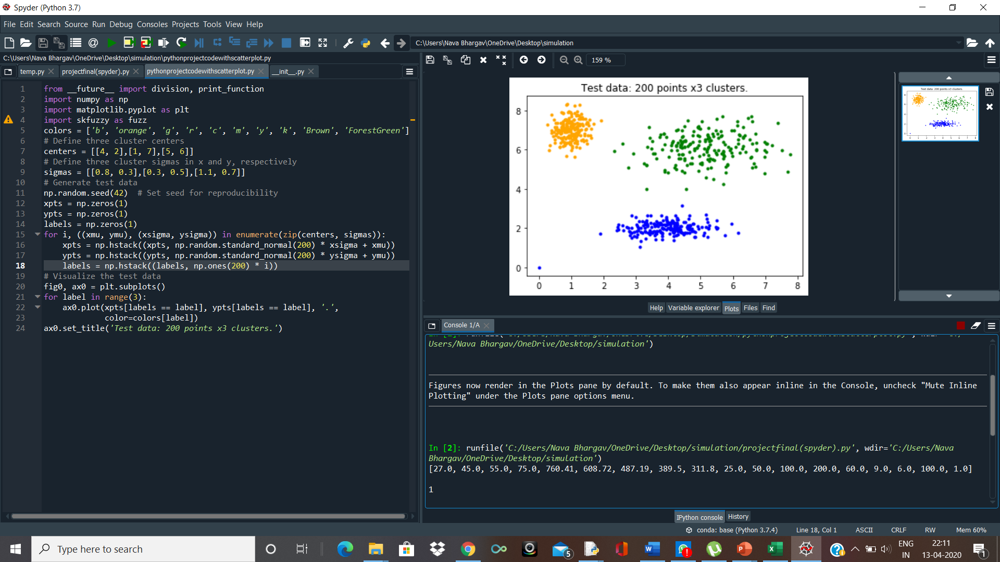 Spyder (Python 3.7)
File Edit Search Source Run Debug Consoles Projects Tools View Help
C:\Users\Nava Bhargav\OneDrive\Desktop\simulation
C:\Users\Nava Bhargav\OneDrive\Desktop\simulation\pythonprojectcodewithscatterplot.py
temp.py projectfinal(spyder).py pythonprojectcodewithscatterplot.py __init__.py
1 from __future__ import division, print_function
2 import numpy as np
3 import matplotlib.pyplot as plt
4 import skfuzzy as fuzz
5 colors = ['b', 'orange', 'g', 'r', 'c', 'm', 'y', 'k', 'Brown', 'ForestGreen']
6 # Define three cluster centers
7 centers = [[4, 2],[1, 7],[5, 6]]
8 # Define three cluster sigmas in x and y, respectively
9 sigmas = [[0.8, 0.3],[0.3, 0.5],[1.1, 0.7]]
10 # Generate test data
11 np.random.seed(42)  # Set seed for reproducibility
12 xpts = np.zeros(1)
13 ypts = np.zeros(1)
14 labels = np.zeros(1)
15 for i, ((xmu, ymu), (xsigma, ysigma)) in enumerate(zip(centers, sigmas)):
16     xpts = np.hstack((xpts, np.random.standard_normal(200) * xsigma + xmu))
17     ypts = np.hstack((ypts, np.random.standard_normal(200) * ysigma + ymu))
18     labels = np.hstack((labels, np.ones(200) * i))
19 # Visualize the test data
20 fig0, ax0 = plt.subplots()
21 for label in range(3):
22     ax0.plot(xpts[labels == label], ypts[labels == label], '.',
23              color=colors[label])
24 ax0.set_title('Test data: 200 points x3 clusters.')
159 %
Test data: 200 points x3 clusters.
8
6
4
2
0
0 1 2 3 4 5 6 7 8
Test data: 200 points x3 clusters.
Help Variable explorer Plots Files Find
Console 1/A
Users/Nava Bhargav/OneDrive/Desktop/simulation')
Figures now render in the Plots pane by default. To make them also appear inline in the Console, uncheck "Mute Inline
Plotting" under the Plots pane options menu.
In [2]: runfile('C:/Users/Nava Bhargav/OneDrive/Desktop/simulation/projectfinal(spyder).py', wdir='C:/Users/Nava
Bhargav/OneDrive/Desktop/simulation')
[27.0, 45.0, 55.0, 75.0, 760.41, 608.72, 487.19, 389.5, 311.8, 25.0, 50.0, 100.0, 200.0, 60.0, 9.0, 6.0, 100.0, 1.0]
1
IPython console History
conda: base (Python 3.7.4) Line 18, Col 1 ASCII CRLF RW Mem 60%
Type here to search
5
ENG
IN
22:11
13-04-2020
1